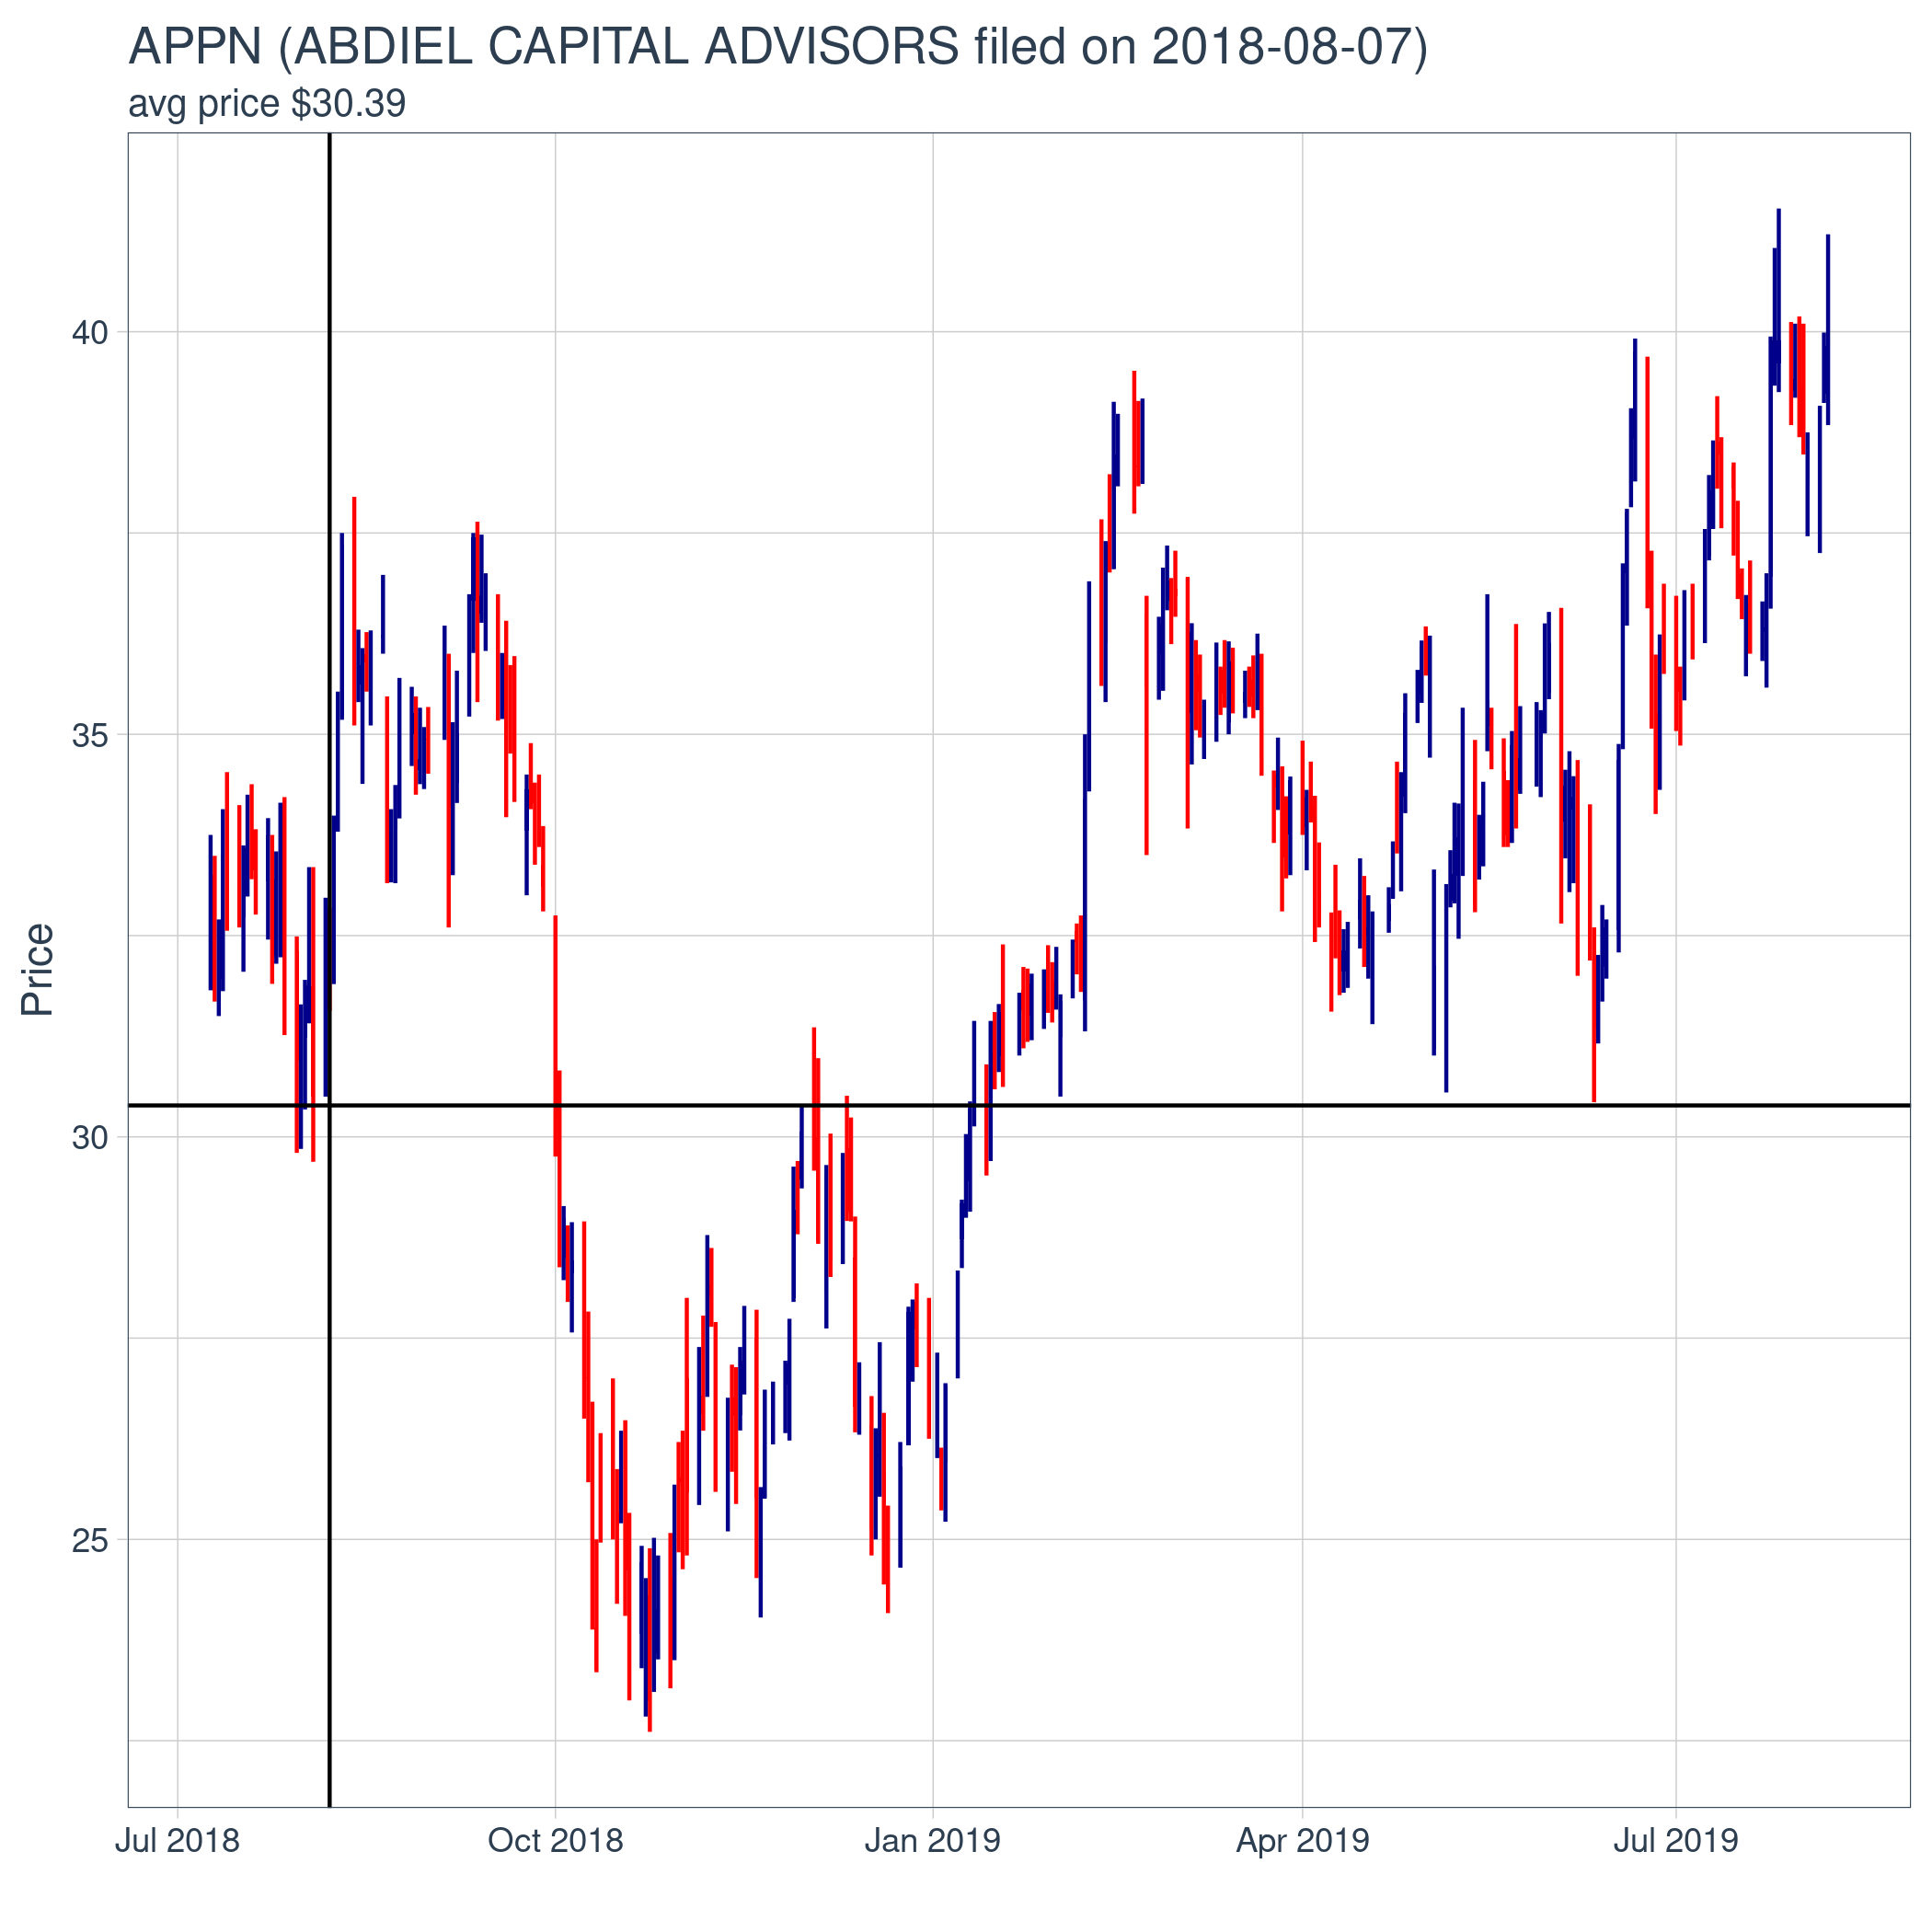 APPN (ABDIEL CAPITAL ADVISORS filed on 2018-08-07)
avg price $30.39
Price
40
35
30
25
Jul 2018
Oct 2018
Jan 2019
Apr 2019
Jul 2019